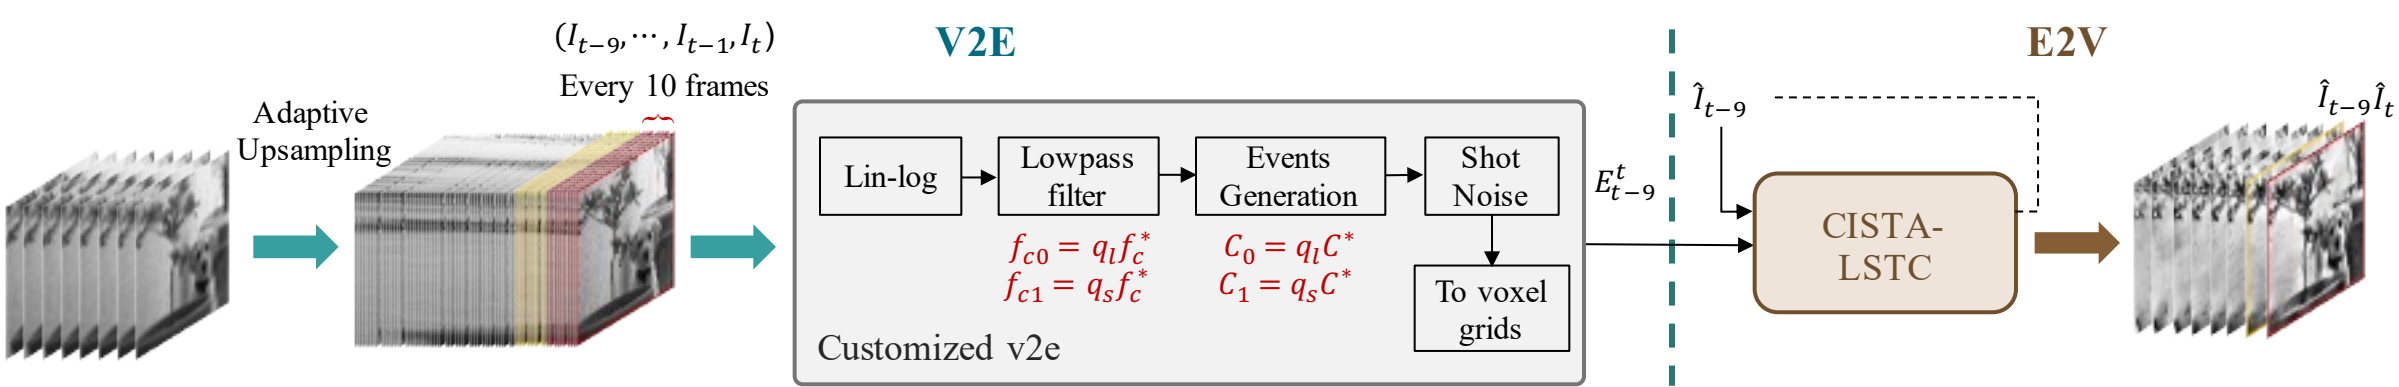 Adaptive
Upsampling
(I_{t−9}, ⋯ , I_{t−1}, I_t)
Every 10 frames
V2E
Lin-log
Lowpass
filter
Events
Generation
Shot
Noise
f_{c0} = q_l f_c^*
f_{c1} = q_s f_c^*
C_0 = q_l C^*
C_1 = q_s C^*
To voxel
grids
Customized v2e
E_{t−9}^t
E2V
Î_{t−9}
CISTA-
LSTC
Î_{t−9} Î_t